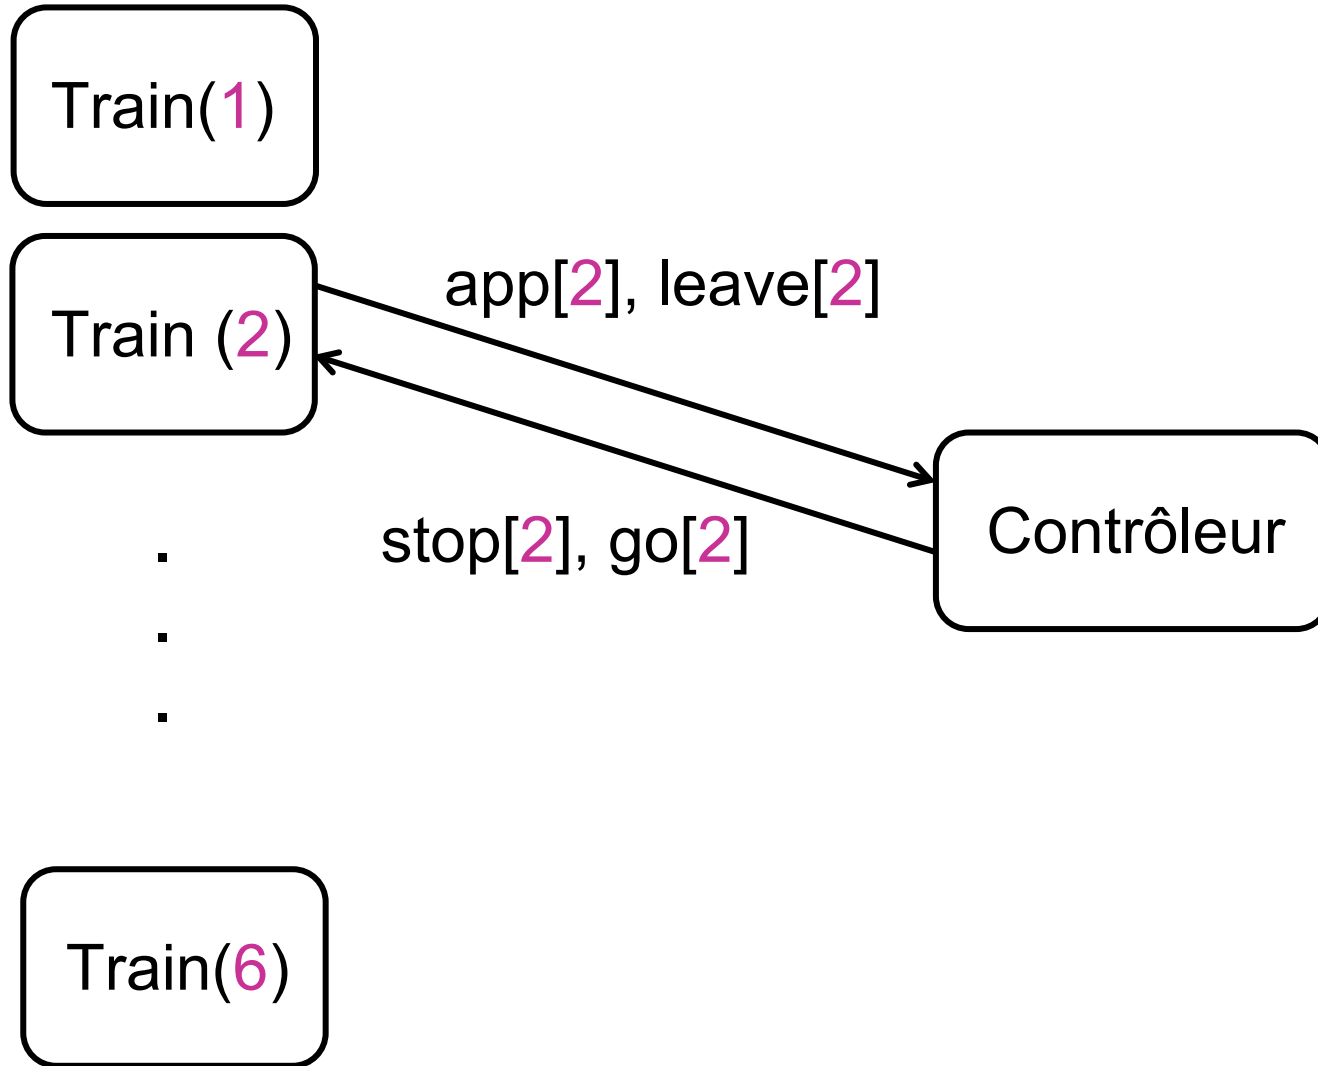 Train(1)
app[2], leave[2]
Train (2)
stop[2], go[2]
Contrôleur
.
.
.
Train(6)